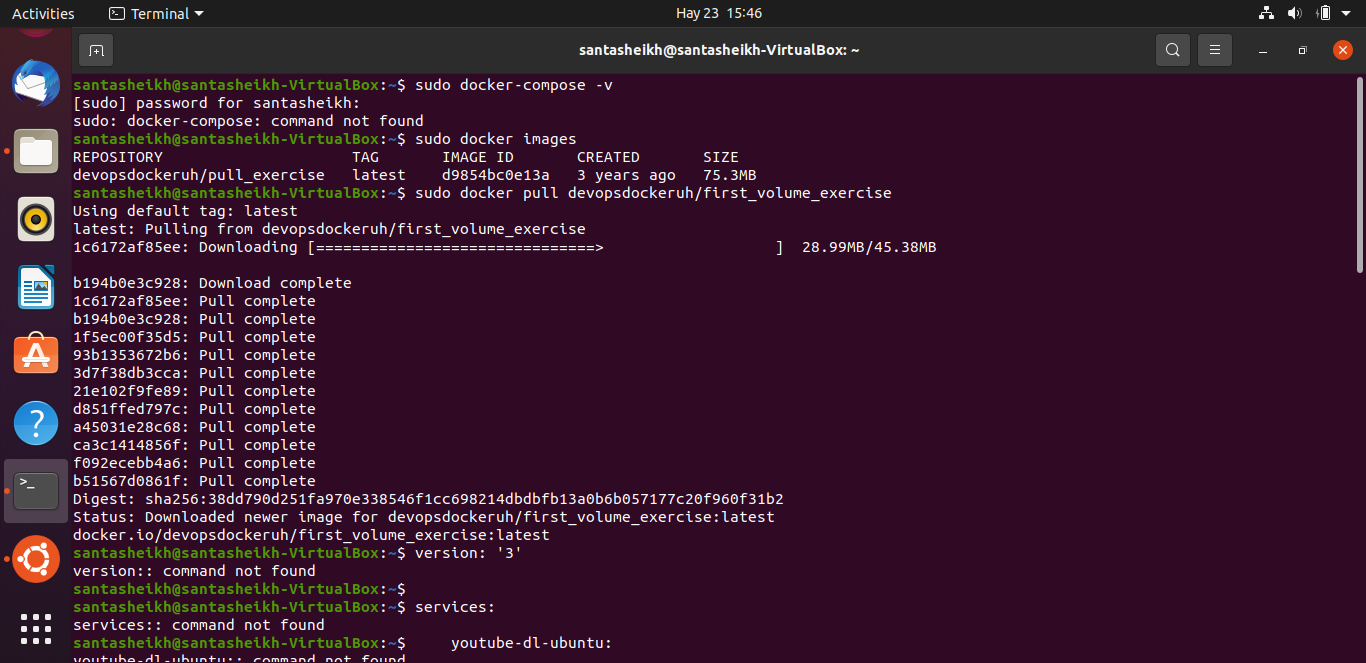 Activities Terminal Hay 23 15:46
santasheikh@santasheikh-VirtualBox: ~
santasheikh@santasheikh-VirtualBox:~$ sudo docker-compose -v
[sudo] password for santasheikh:
sudo: docker-compose: command not found
santasheikh@santasheikh-VirtualBox:~$ sudo docker images
REPOSITORY TAG IMAGE ID CREATED SIZE
devopsdockeruh/pull_exercise latest d9854bc0e13a 3 years ago 75.3MB
santasheikh@santasheikh-VirtualBox:~$ sudo docker pull devopsdockeruh/first_volume_exercise
Using default tag: latest
latest: Pulling from devopsdockeruh/first_volume_exercise
1c6172af85ee: Downloading [===============================> ] 28.99MB/45.38MB
b194b0e3c928: Download complete
1c6172af85ee: Pull complete
b194b0e3c928: Pull complete
1f5ec00f35d5: Pull complete
93b1353672b6: Pull complete
3d7f38db3cca: Pull complete
21e102f9fe89: Pull complete
d851ffed797c: Pull complete
a45031e28c68: Pull complete
ca3c1414856f: Pull complete
f092ecebb4a6: Pull complete
b51567d0861f: Pull complete
Digest: sha256:38dd790d251fa970e338546f1cc698214dbdbfb13a0b6b057177c20f960f31b2
Status: Downloaded newer image for devopsdockeruh/first_volume_exercise:latest
docker.io/devopsdockeruh/first_volume_exercise:latest
santasheikh@santasheikh-VirtualBox:~$ version: '3'
version:: command not found
santasheikh@santasheikh-VirtualBox:~$
santasheikh@santasheikh-VirtualBox:~$ services:
services:: command not found
santasheikh@santasheikh-VirtualBox:~$ youtube-dl-ubuntu:
youtube-dl-ubuntu:: command not found